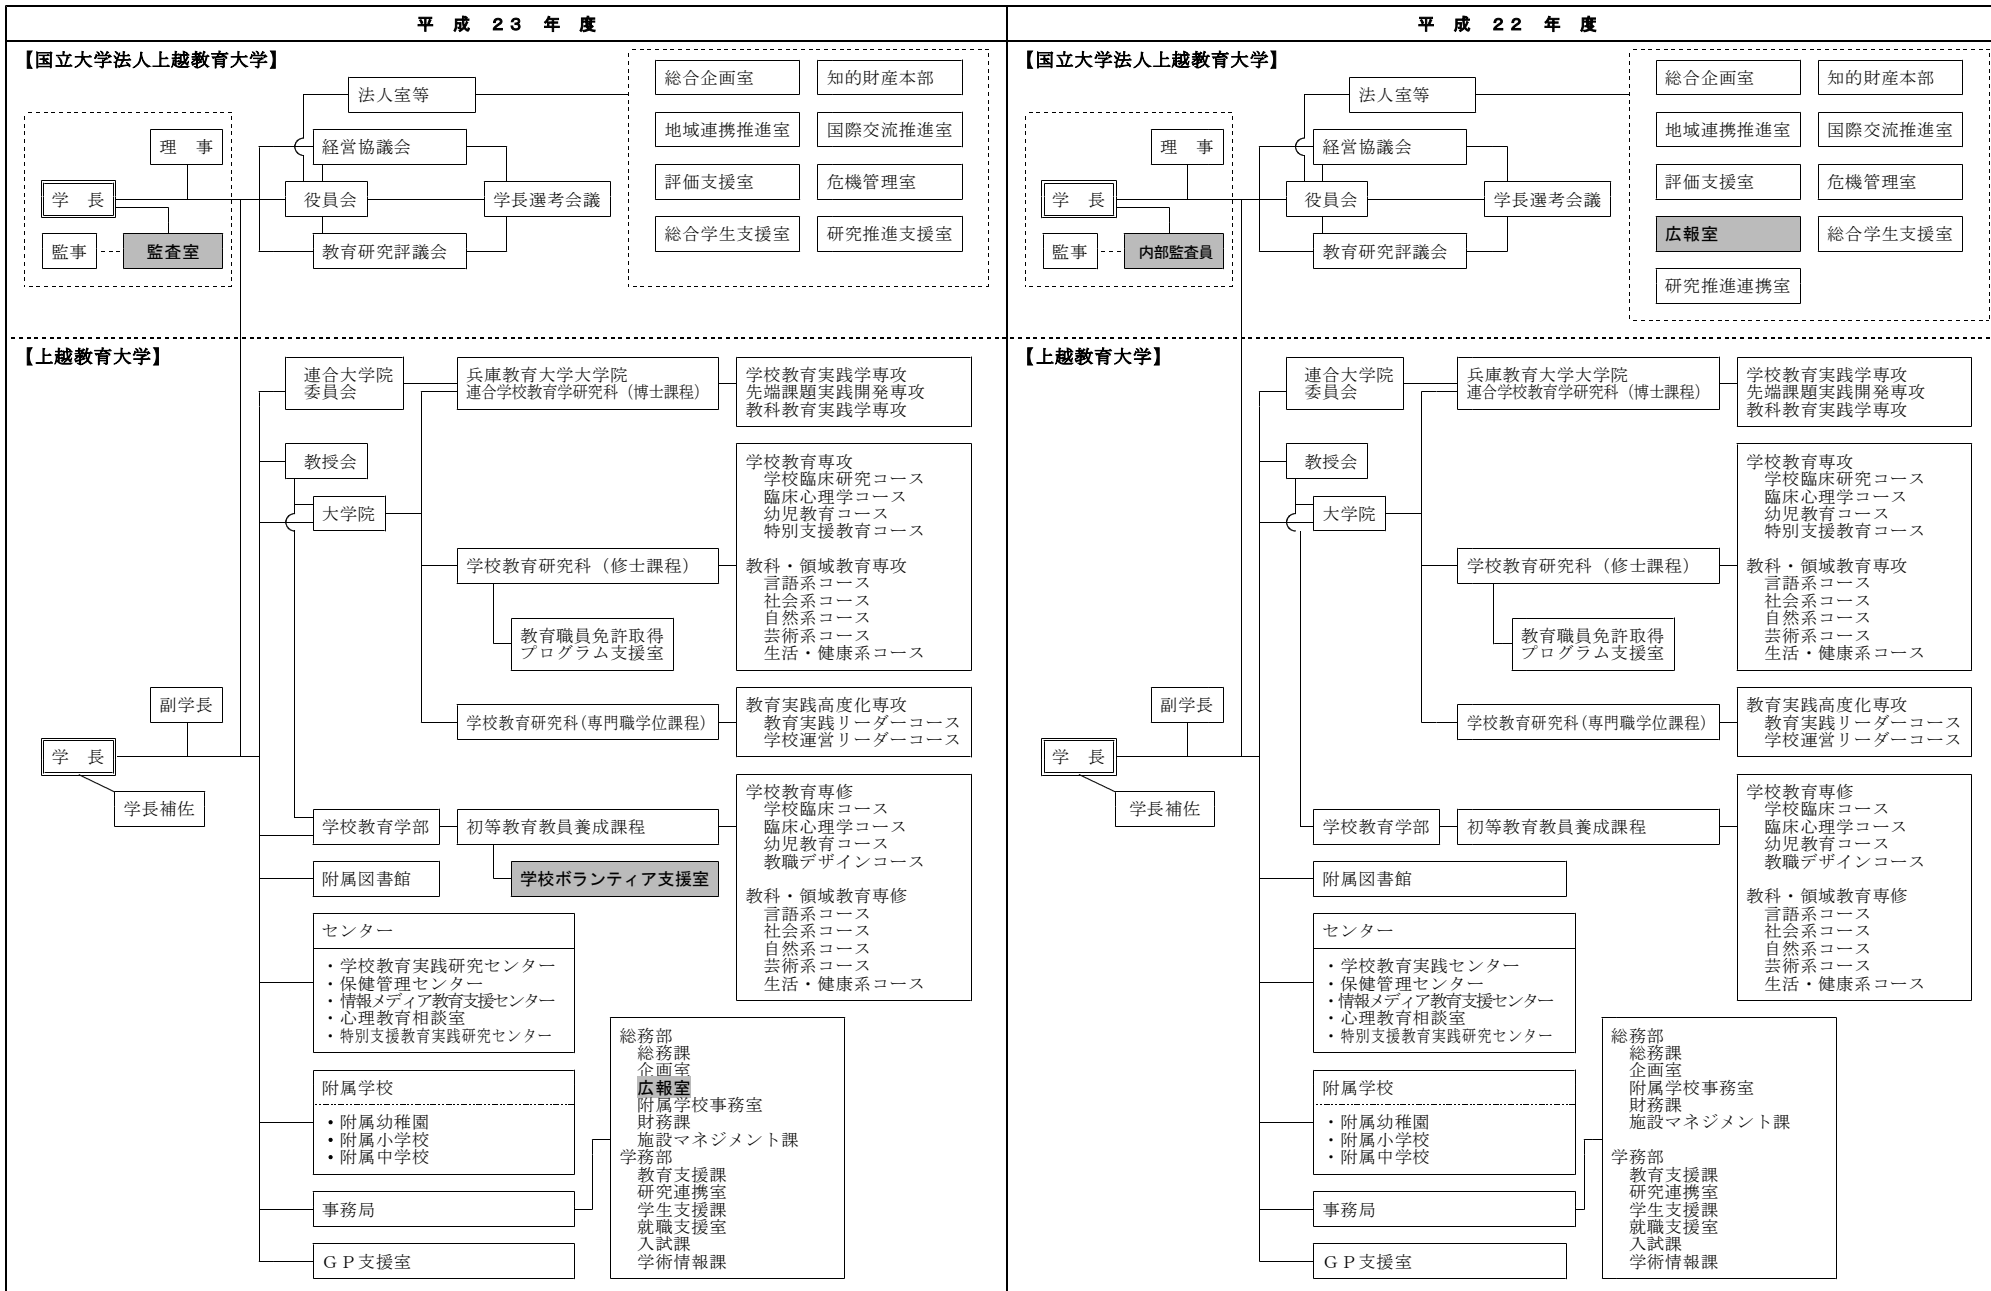 平成23年度
【国立大学法人上越教育大学】
法人室等
総合企画室
知的財産本部
地域連携推進室
国際交流推進室
評価支援室
危機管理室
総合学生支援室
研究推進支援室
理　事
経営協議会
学　長
役員会
学長選考会議
監事
監査室
教育研究評議会
【上越教育大学】
連合大学院
委員会
兵庫教育大学大学院
連合学校教育学研究科（博士課程）
学校教育実践学専攻
先端課題実践開発専攻
教科教育実践学専攻
教授会
大学院
学校教育専攻
学校臨床研究コース
臨床心理学コース
幼児教育コース
特別支援教育コース
学校教育研究科（修士課程）
教科・領域教育専攻
言語系コース
社会系コース
自然系コース
芸術系コース
生活・健康系コース
教育職員免許取得
プログラム支援室
副学長
学校教育研究科(専門職学位課程)
教育実践高度化専攻
教育実践リーダーコース
学校運営リーダーコース
学　長
学長補佐
学校教育学部
初等教育教員養成課程
学校教育専修
学校臨床コース
臨床心理学コース
幼児教育コース
教職デザインコース
附属図書館
学校ボランティア支援室
教科・領域教育専修
言語系コース
社会系コース
自然系コース
芸術系コース
生活・健康系コース
センター
・学校教育実践研究センター
・保健管理センター
・情報メディア教育支援センター
・心理教育相談室
・特別支援教育実践研究センター
附属学校
・附属幼稚園
・附属小学校
・附属中学校
事務局
総務部
総務課
企画室
広報室
附属学校事務室
財務課
施設マネジメント課
学務部
教育支援課
研究連携室
学生支援課
就職支援室
入試課
学術情報課
ＧＰ支援室
平成22年度
【国立大学法人上越教育大学】
法人室等
総合企画室
知的財産本部
地域連携推進室
国際交流推進室
評価支援室
危機管理室
広報室
総合学生支援室
研究推進連携室
理　事
経営協議会
学　長
役員会
学長選考会議
監事
内部監査員
教育研究評議会
【上越教育大学】
連合大学院
委員会
兵庫教育大学大学院
連合学校教育学研究科（博士課程）
学校教育実践学専攻
先端課題実践開発専攻
教科教育実践学専攻
教授会
大学院
学校教育専攻
学校臨床研究コース
臨床心理学コース
幼児教育コース
特別支援教育コース
学校教育研究科（修士課程）
教科・領域教育専攻
言語系コース
社会系コース
自然系コース
芸術系コース
生活・健康系コース
教育職員免許取得
プログラム支援室
副学長
学校教育研究科(専門職学位課程)
教育実践高度化専攻
教育実践リーダーコース
学校運営リーダーコース
学　長
学長補佐
学校教育学部
初等教育教員養成課程
学校教育専修
学校臨床コース
臨床心理学コース
幼児教育コース
教職デザインコース
附属図書館
教科・領域教育専修
言語系コース
社会系コース
自然系コース
芸術系コース
生活・健康系コース
センター
・学校教育実践センター
・保健管理センター
・情報メディア教育支援センター
・心理教育相談室
・特別支援教育実践研究センター
附属学校
・附属幼稚園
・附属小学校
・附属中学校
事務局
総務部
総務課
企画室
附属学校事務室
財務課
施設マネジメント課
学務部
教育支援課
研究連携室
学生支援課
就職支援室
入試課
学術情報課
ＧＰ支援室